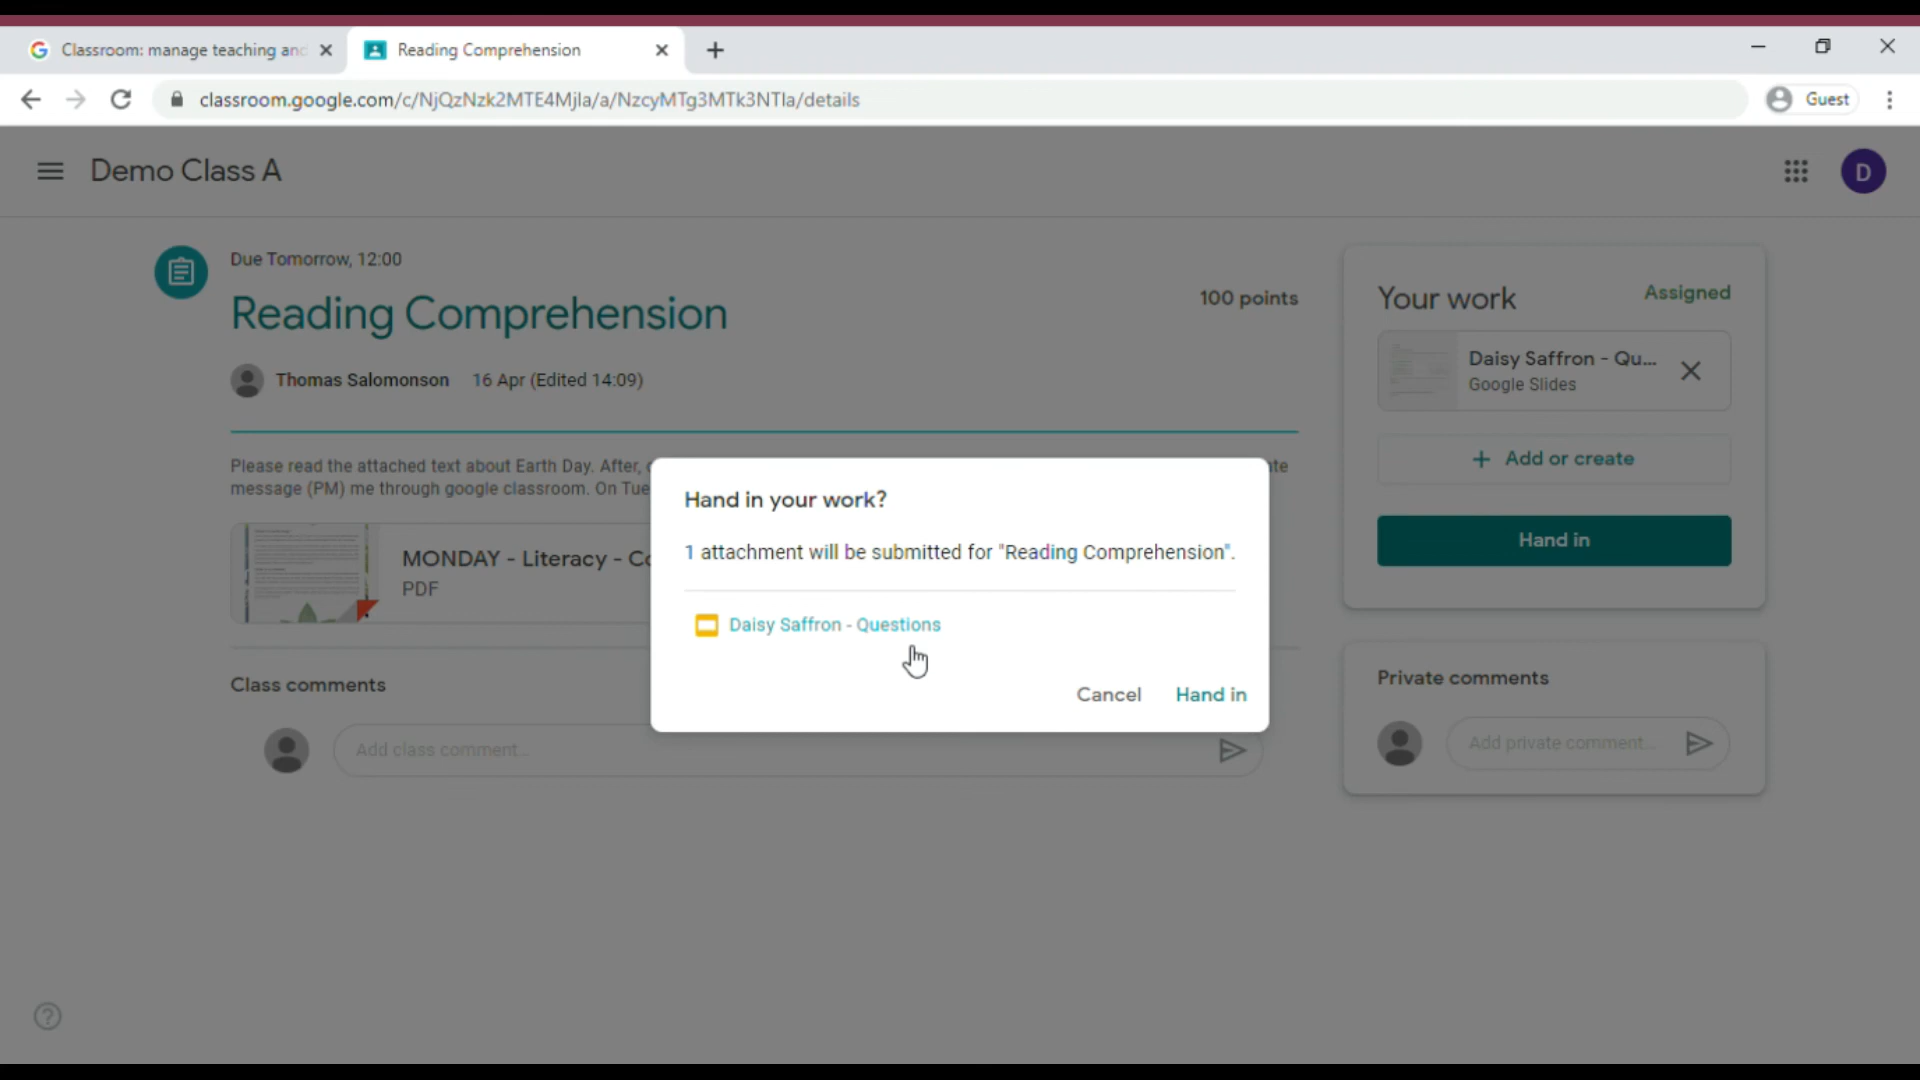 Classroom: manage teaching and
Reading Comprehension
classroom.google.com/c/NjQzNzk2MTE4Mjla/a/NzcyMTg3MTk3NTla/details
Guest
Demo Class A
D
Due Tomorrow, 12:00
Reading Comprehension
100 points
Thomas Salomonson 16 Apr (Edited 14:09)
Please read the attached text about Earth Day. After,
message (PM) me through google classroom. On Tue
MONDAY - Literacy - Co
PDF
Class comments
Add class comment...
Your work
Assigned
Daisy Saffron - Qu...
Google Slides
+ Add or create
Hand in
Private comments
Add private comment...
Hand in your work?
1 attachment will be submitted for "Reading Comprehension".
Daisy Saffron - Questions
Cancel
Hand in